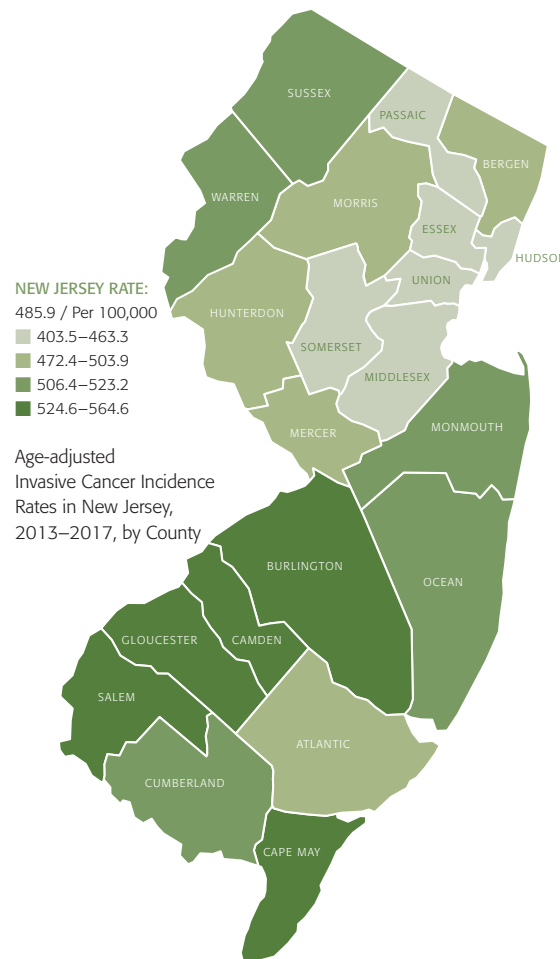 SUSSEX
PASSAIC
BERGEN
WARREN
MORRIS
ESSEX
HUDSON
UNION
NEW JERSEY RATE:
485.9 / Per 100,000
403.5–463.3
472.4–503.9
506.4–523.2
524.6–564.6
HUNTERDON
SOMERSET
MIDDLESEX
MERCER
MONMOUTH
Age-adjusted
Invasive Cancer Incidence
Rates in New Jersey,
2013–2017, by County
BURLINGTON
OCEAN
GLOUCESTER
CAMDEN
SALEM
ATLANTIC
CUMBERLAND
CAPE MAY